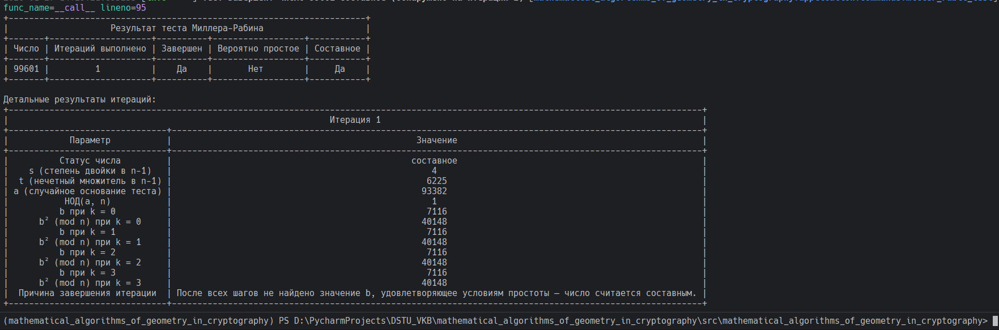 func_name=__call__ lineno=95
+----------------------------------------------------------------------+
| Результат теста Миллера-Рабина |
+-------+--------------------+----------+------------------+-----------+
| Число | Итераций выполнено | Завершен | Вероятно простое | Составное |
+-------+--------------------+----------+------------------+-----------+
| 99601 | 1 | Да | Нет | Да |
+-------+--------------------+----------+------------------+-----------+
Детальные результаты итераций:
| Итерация 1 |
| Параметр | Значение |
| Статус числа | составное |
| s (степень двойки в n-1) | 4 |
| t (нечетный множитель в n-1) | 6225 |
| a (случайное основание теста) | 93382 |
| НОД(a, n) | 1 |
| b при k = 0 | 7116 |
| b² (mod n) при k = 0 | 40148 |
| b при k = 1 | 7116 |
| b² (mod n) при k = 1 | 40148 |
| b при k = 2 | 7116 |
| b² (mod n) при k = 2 | 40148 |
| b при k = 3 | 7116 |
| b² (mod n) при k = 3 | 40148 |
| Причина завершения итерации | После всех шагов не найдено значение b, удовлетворяющее условиям простоты — число считается составным. |
(mathematical_algorithms_of_geometry_in_cryptography) PS D:\PycharmProjects\DSTU_VKB\mathematical_algorithms_of_geometry_in_cryptography\src\mathematical_algorithms_of_geometry_in_cryptography>